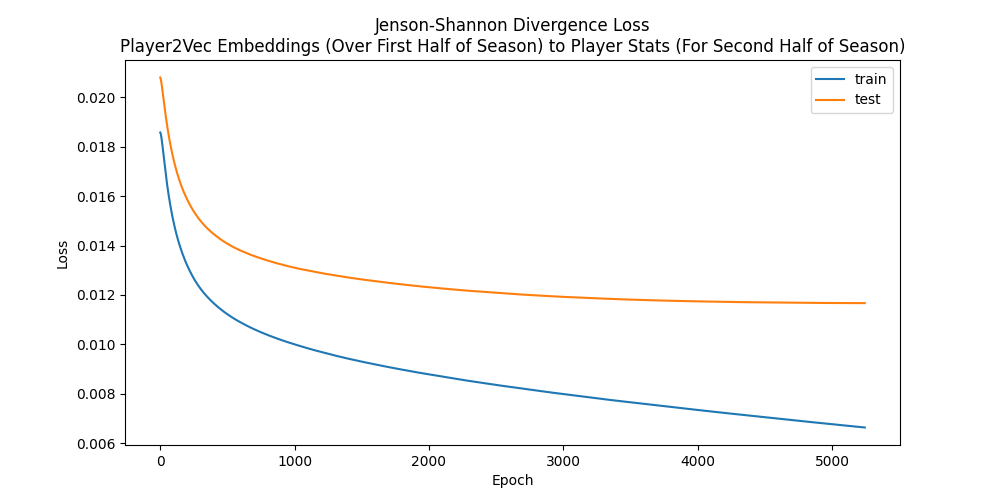 Jenson-Shannon Divergence Loss
Player2Vec Embeddings (Over First Half of Season) to Player Stats (For Second Half of Season)
train
test
0.020
0.018
0.016
0.014
0.012
0.010
0.008
0.006
Loss
0 1000 2000 3000 4000 5000
Epoch